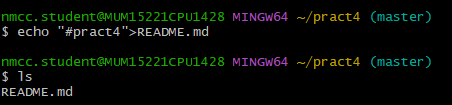 nmcc.student@MUM15221CPU1428 MINGW64 ~/pract4 (master)
$ echo "#pract4">README.md
nmcc.student@MUM15221CPU1428 MINGW64 ~/pract4 (master)
$ ls
README.md